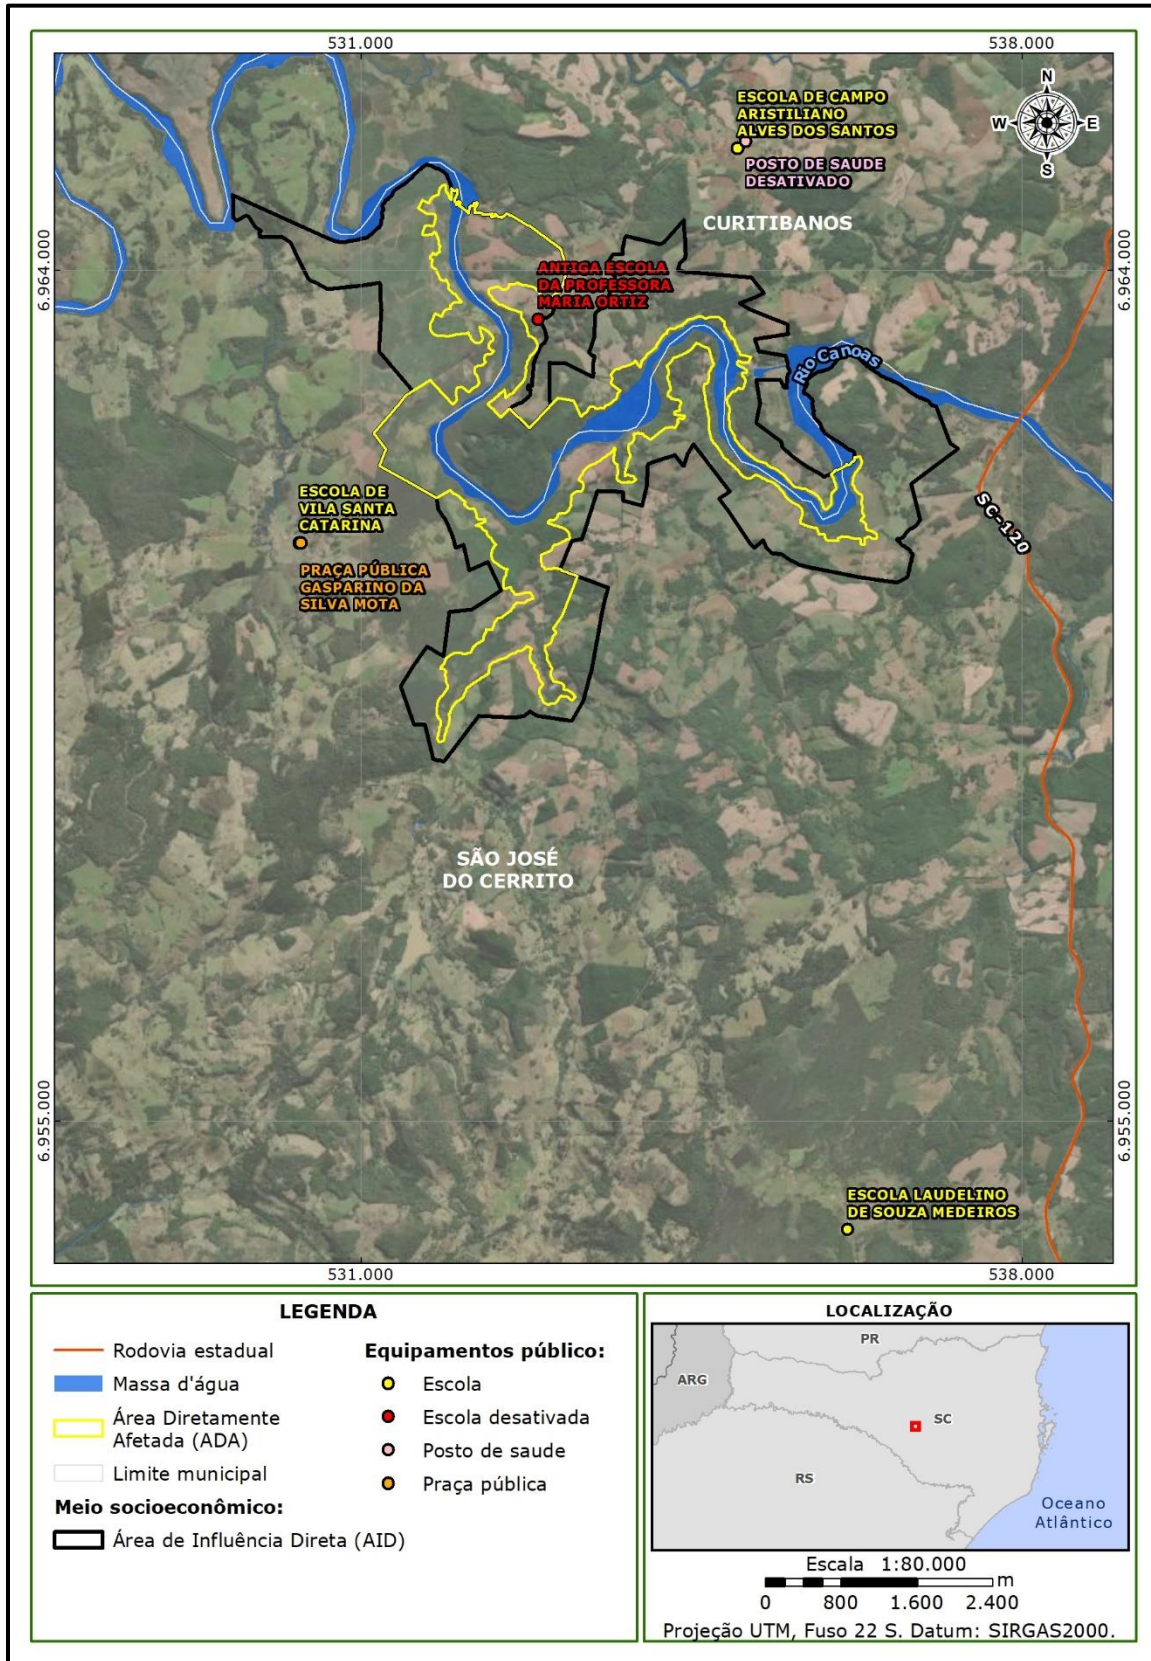 531.000
538.000
ESCOLA DE CAMPO
ARISTILIANO
ALVES DOS SANTOS
POSTO DE SAUDE
DESATIVADO
N
W
E
S
CURITIBANOS
6.964.000
6.964.000
ANTIGA ESCOLA
DA PROFESSORA
MARIA ORTIZ
Rio Canoas
ESCOLA DE
VILA SANTA
CATARINA
PRAÇA PÚBLICA
GASPARINO DA
SILVA MOTA
SC-120
SÃO JOSÉ
DO CERRITO
6.955.000
6.955.000
ESCOLA LAUDELINO
DE SOUZA MEDEIROS
531.000
538.000
LEGENDA
Rodovia estadual
Massa d'água
Área Diretamente
Afetada (ADA)
Limite municipal
Meio socioeconômico:
Área de Influência Direta (AID)
Equipamentos público:
Escola
Escola desativada
Posto de saude
Praça pública
LOCALIZAÇÃO
PR
ARG
SC
RS
Oceano
Atlântico
Escala 1:80.000
m
0 800 1.600 2.400
Projeção UTM, Fuso 22 S. Datum: SIRGAS2000.